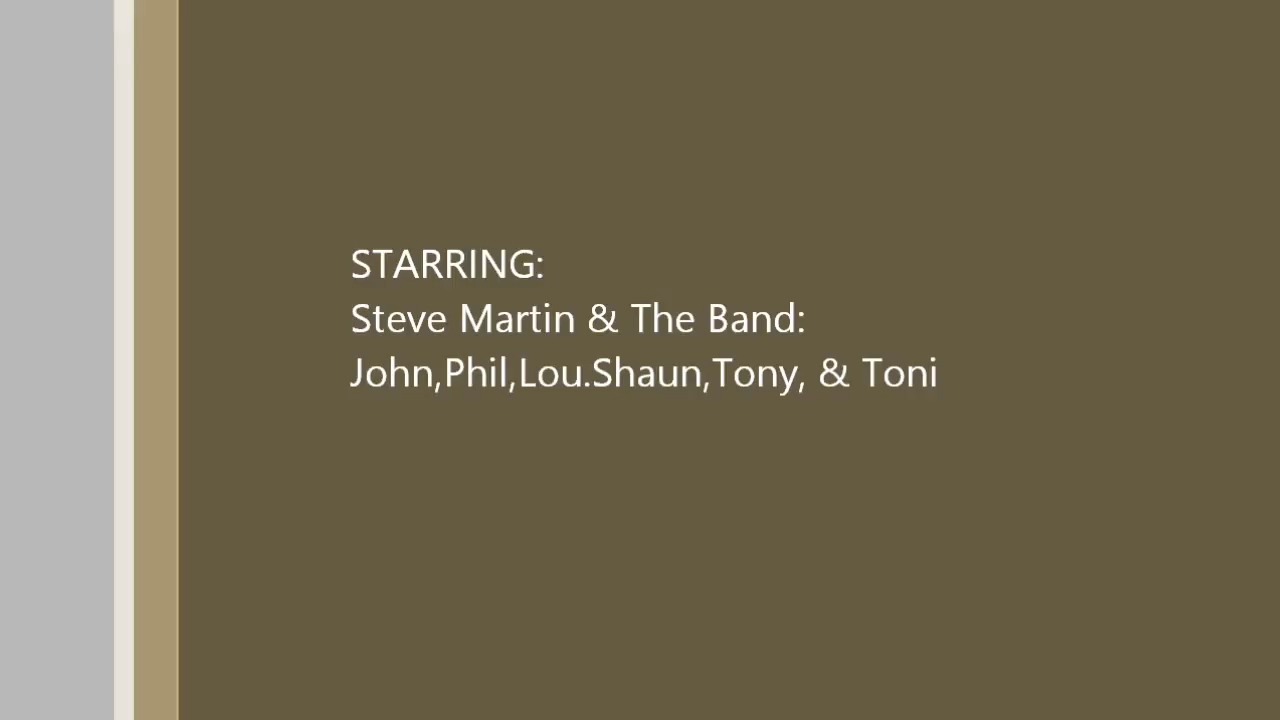 STARRING:
Steve Martin & The Band:
John,Phil,Lou.Shaun,Tony, & Toni